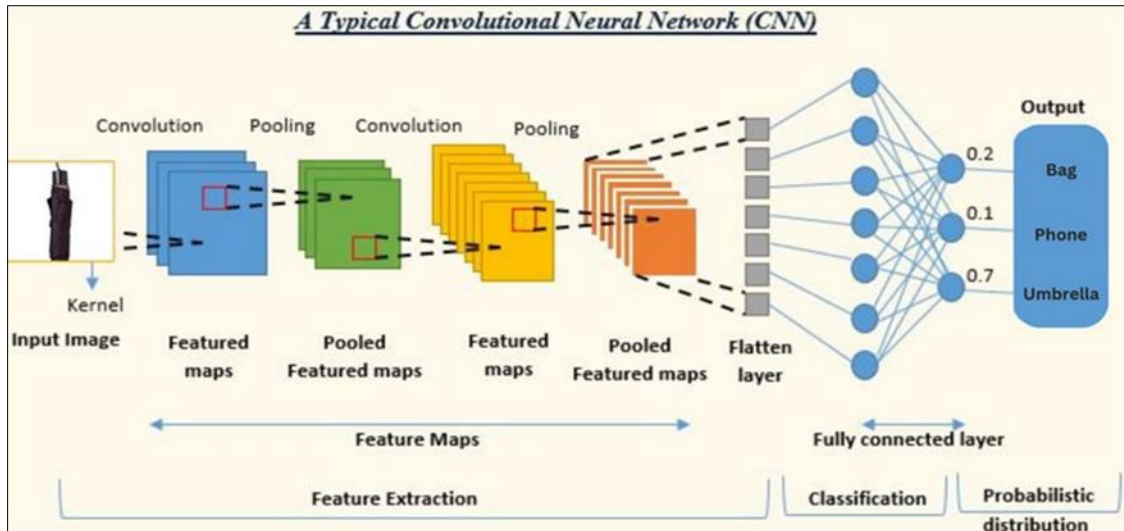 A Typical Convolutional Neural Network (CNN)
Convolution
Pooling
Convolution
Pooling
Output
0.2
Bag
0.1
Phone
0.7
Umbrella
Kernel
Input Image
Featured
maps
Pooled
Featured maps
Featured
maps
Pooled
Featured maps
Flatten
layer
Feature Maps
Fully connected layer
Feature Extraction
Classification
Probabilistic
distribution